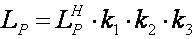 L_P = L_P^H · k_1 · k_2 · k_3